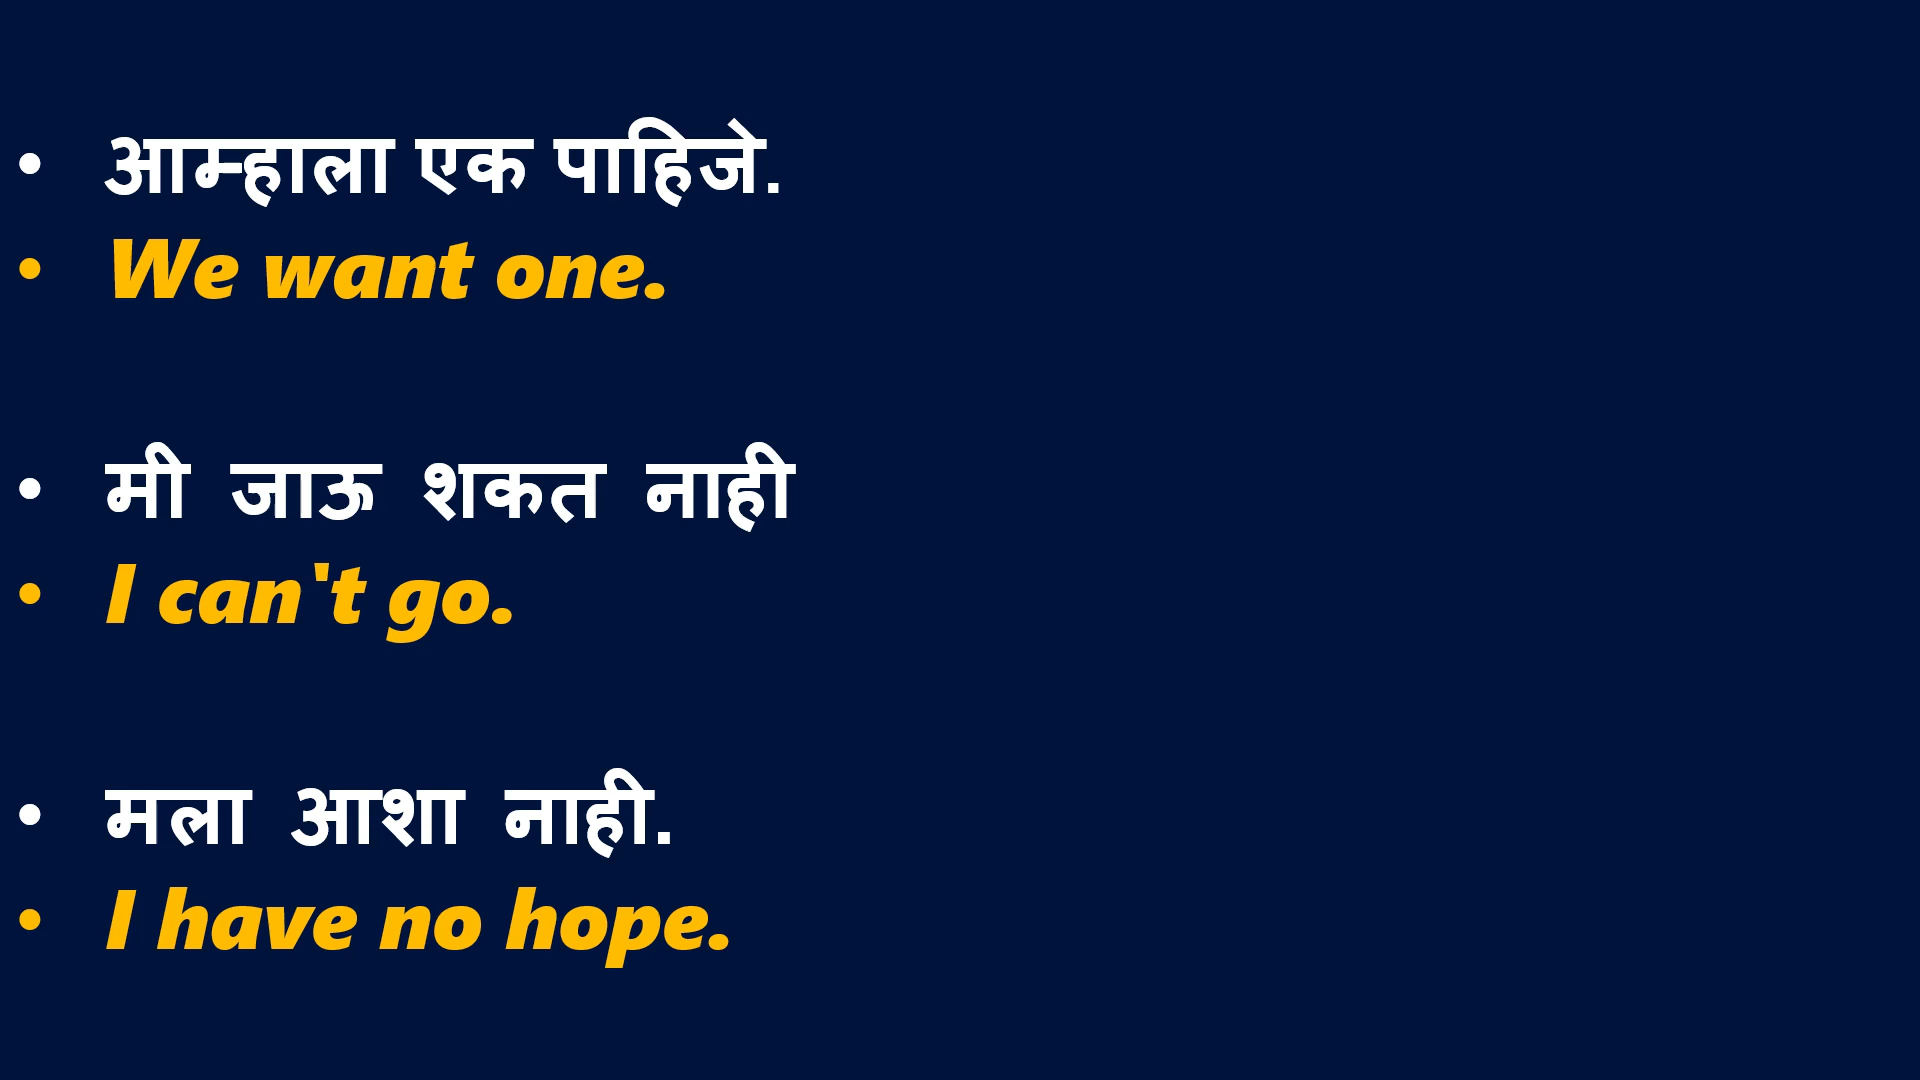 • आम्हाला एक पाहिजे.
• We want one.
• मी जाऊ शकत नाही
• I can't go.
• मला आशा नाही.
• I have no hope.